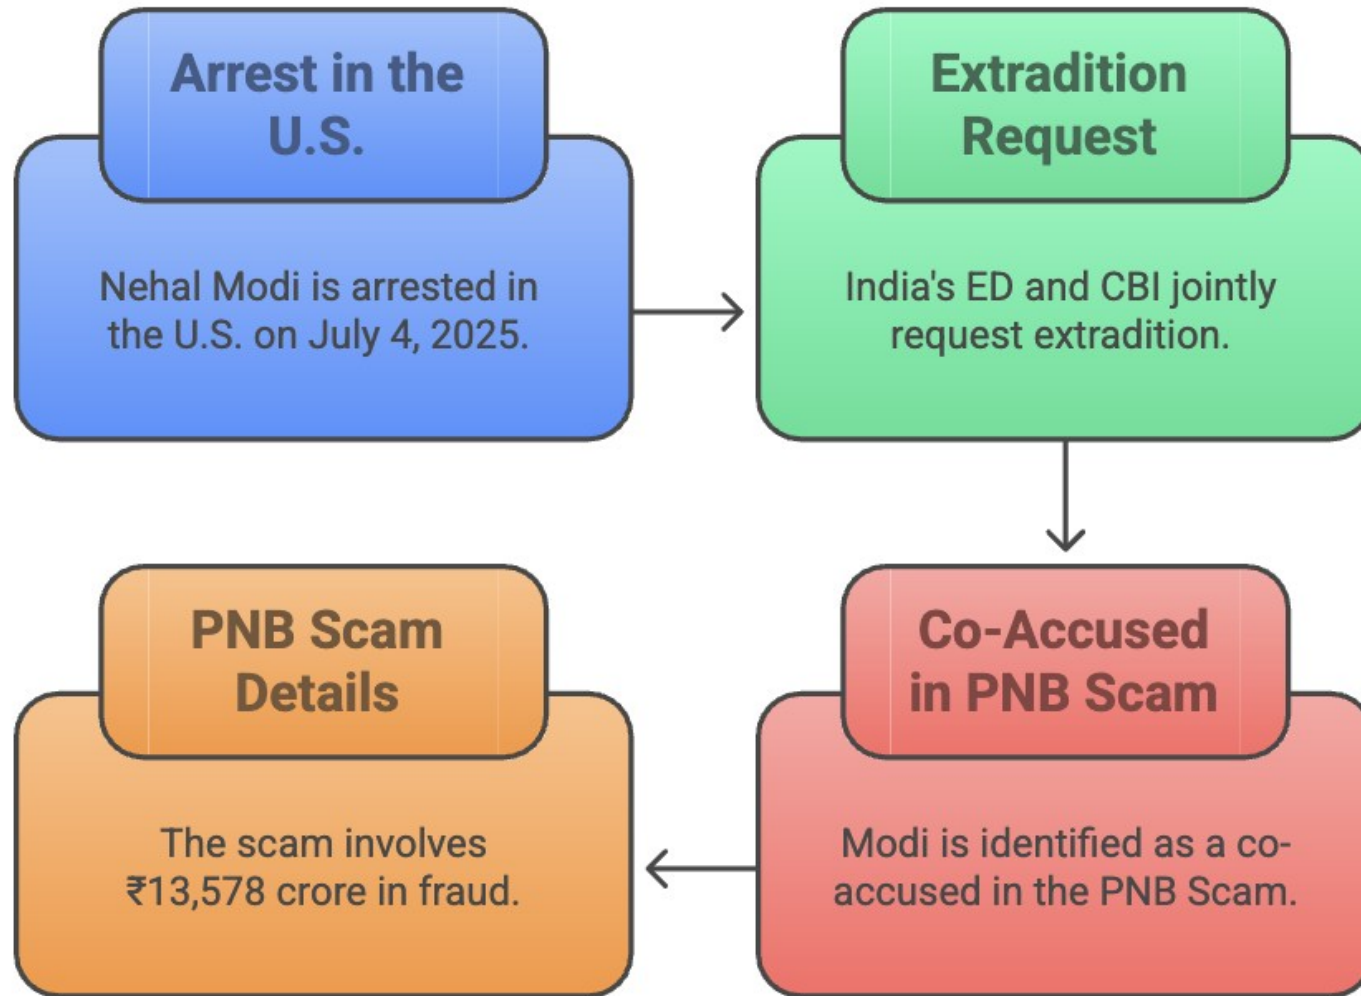 Arrest in the
U.S.
Nehal Modi is arrested in
the U.S. on July 4, 2025.
Extradition
Request
India's ED and CBI jointly
request extradition.
Co-Accused
in PNB Scam
Modi is identified as a co-
accused in the PNB Scam.
PNB Scam
Details
The scam involves
₹13,578 crore in fraud.